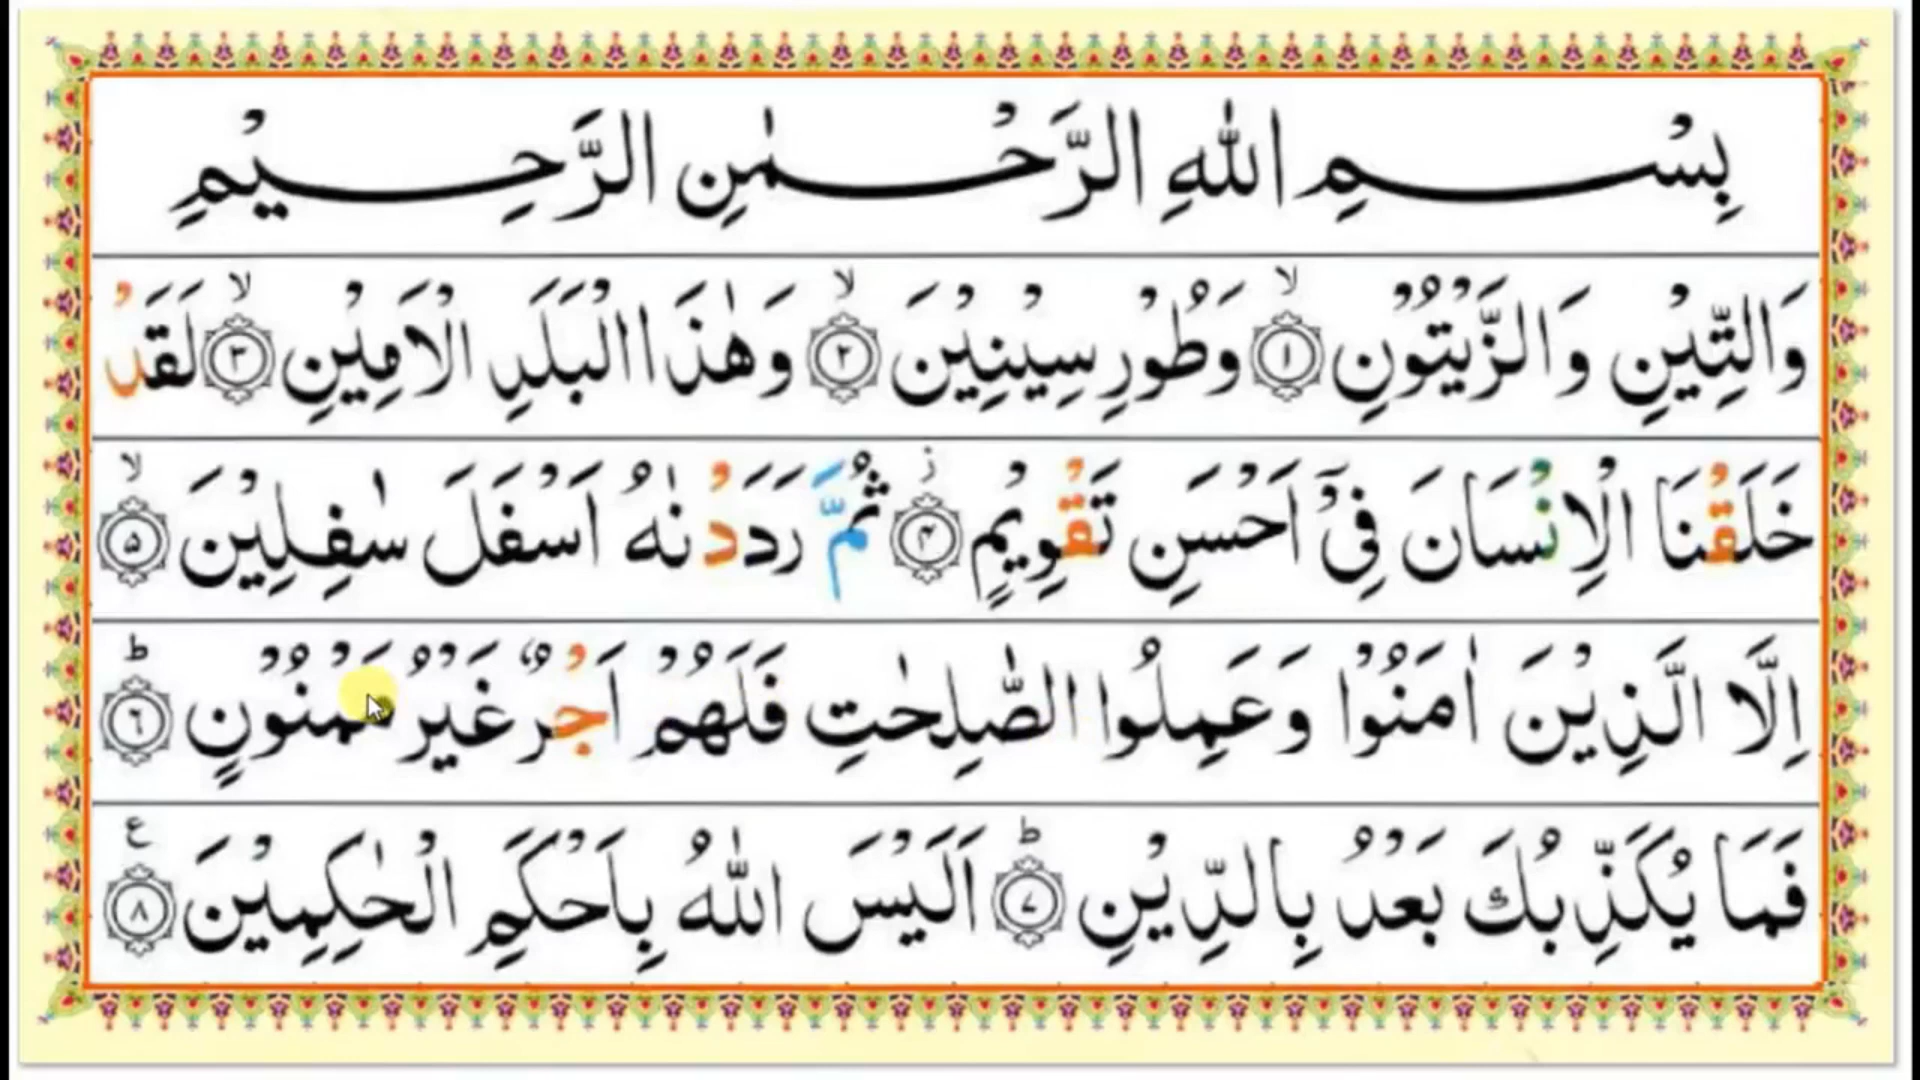 بِسْمِ اللهِ الرَّحْمٰنِ الرَّحِيْمِ
وَالتِّيْنِ وَالزَّيْتُوْنِ ۙ﴿۱﴾ وَطُوْرِ سِيْنِيْنَ ۙ﴿۲﴾ وَهٰذَا الْبَلَدِ الْاَمِيْنِ ۙ﴿۳﴾ لَقَدْ
خَلَقْنَا الْاِنْسَانَ فِىْۤ اَحْسَنِ تَقْوِيْمٍ ؗ﴿۴﴾ ثُمَّ رَدَدْنٰهُ اَسْفَلَ سٰفِلِيْنَ ۙ﴿۵﴾
اِلَّا الَّذِيْنَ اٰمَنُوْا وَعَمِلُوا الصّٰلِحٰتِ فَلَهُمْ اَجْرٌ غَيْرُ مَمْنُوْنٍ ؕ﴿۶﴾
فَمَا يُكَذِّبُكَ بَعْدُ بِالدِّيْنِ ؕ﴿۷﴾ اَلَيْسَ اللّٰهُ بِاَحْكَمِ الْحٰكِمِيْنَ ﴿۸﴾ ع